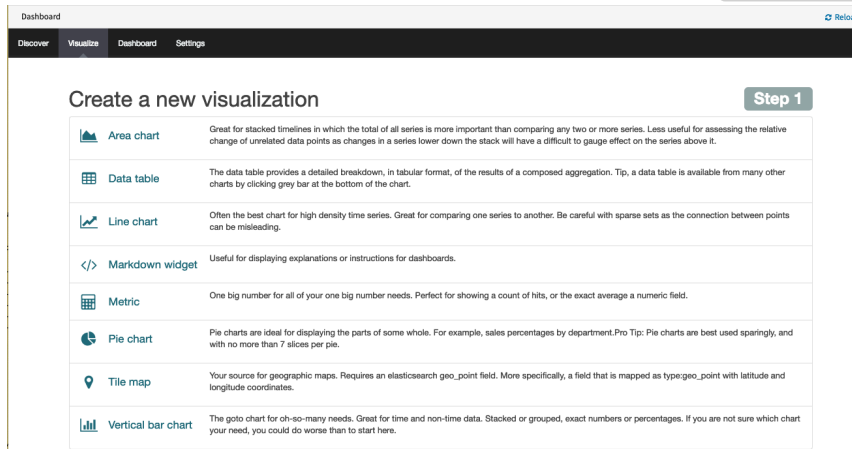 Dashboard
Reloa
Discover Visualize Dashboard Settings
Create a new visualization
Step 1
Area chart
Great for stacked timelines in which the total of all series is more important than comparing any two or more series. Less useful for assessing the relative
change of unrelated data points as changes in a series lower down the stack will have a difficult to gauge effect on the series above it.
Data table
The data table provides a detailed breakdown, in tabular format, of the results of a composed aggregation. Tip, a data table is available from many other
charts by clicking grey bar at the bottom of the chart.
Line chart
Often the best chart for high density time series. Great for comparing one series to another. Be careful with sparse sets as the connection between points
can be misleading.
Markdown widget
Useful for displaying explanations or instructions for dashboards.
Metric
One big number for all of your one big number needs. Perfect for showing a count of hits, or the exact average a numeric field.
Pie chart
Pie charts are ideal for displaying the parts of some whole. For example, sales percentages by department.Pro Tip: Pie charts are best used sparingly, and
with no more than 7 slices per pie.
Tile map
Your source for geographic maps. Requires an elasticsearch geo_point field. More specifically, a field that is mapped as type:geo_point with latitude and
longitude coordinates.
Vertical bar chart
The goto chart for oh-so-many needs. Great for time and non-time data. Stacked or grouped, exact numbers or percentages. If you are not sure which chart
your need, you could do worse than to start here.